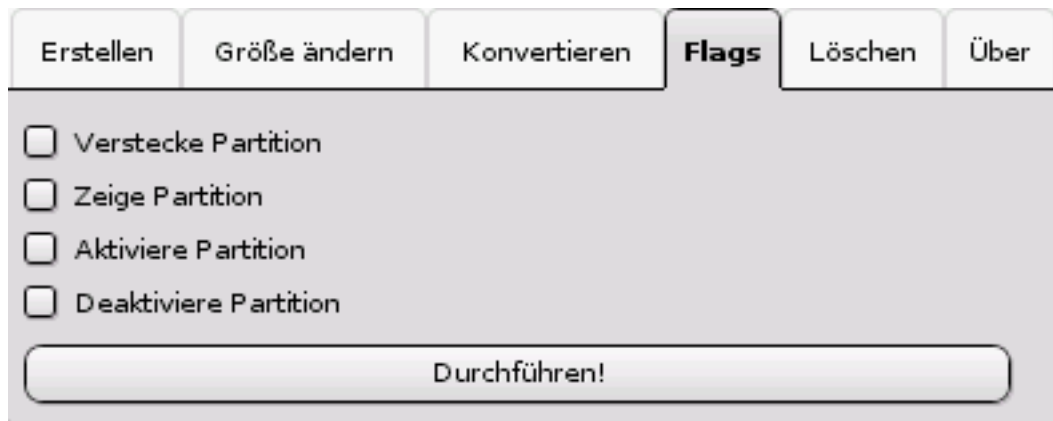 Erstellen Größe ändern Konvertieren Flags Löschen Über
Verstecke Partition
Zeige Partition
Aktiviere Partition
Deaktiviere Partition
Durchführen!